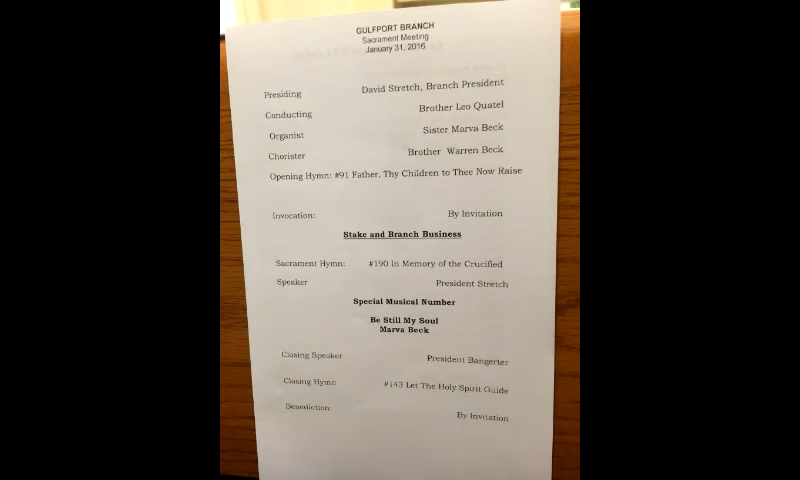 GULFPORT BRANCH
Sacrament Meeting
January 31, 2016
Presiding David Stretch, Branch President
Conducting Brother Leo Quatel
Organist Sister Marva Beck
Chorister Brother Warren Beck
Opening Hymn: #91 Father, Thy Children to Thee Now Raise
Invocation: By Invitation
Stake and Branch Business
Sacrament Hymn: #190 In Memory of the Crucified
Speaker President Stretch
Special Musical Number
Be Still My Soul
Marva Beck
Closing Speaker President Bangerter
Closing Hymn #143 Let The Holy Spirit Guide
Benediction: By Invitation